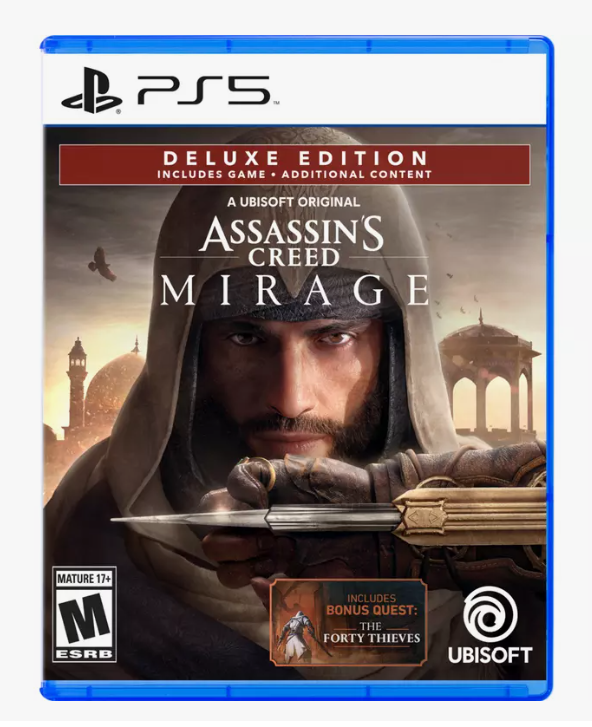 PS5
DELUXE EDITION
INCLUDES GAME • ADDITIONAL CONTENT
A UBISOFT ORIGINAL
ASSASSIN'S
CREED
MIRAGE
MATURE 17+
M
ESRB
INCLUDES
BONUS QUEST:
THE
FORTY THIEVES
UBISOFT